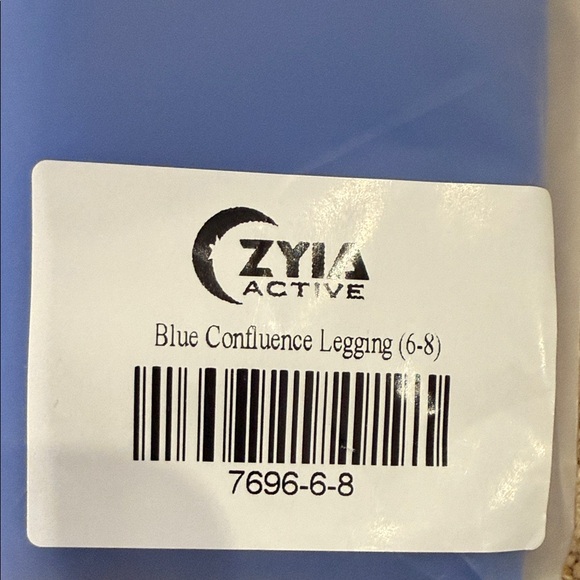 ZYIA
ACTIVE
Blue Confluence Legging (6-8)
7696-6-8